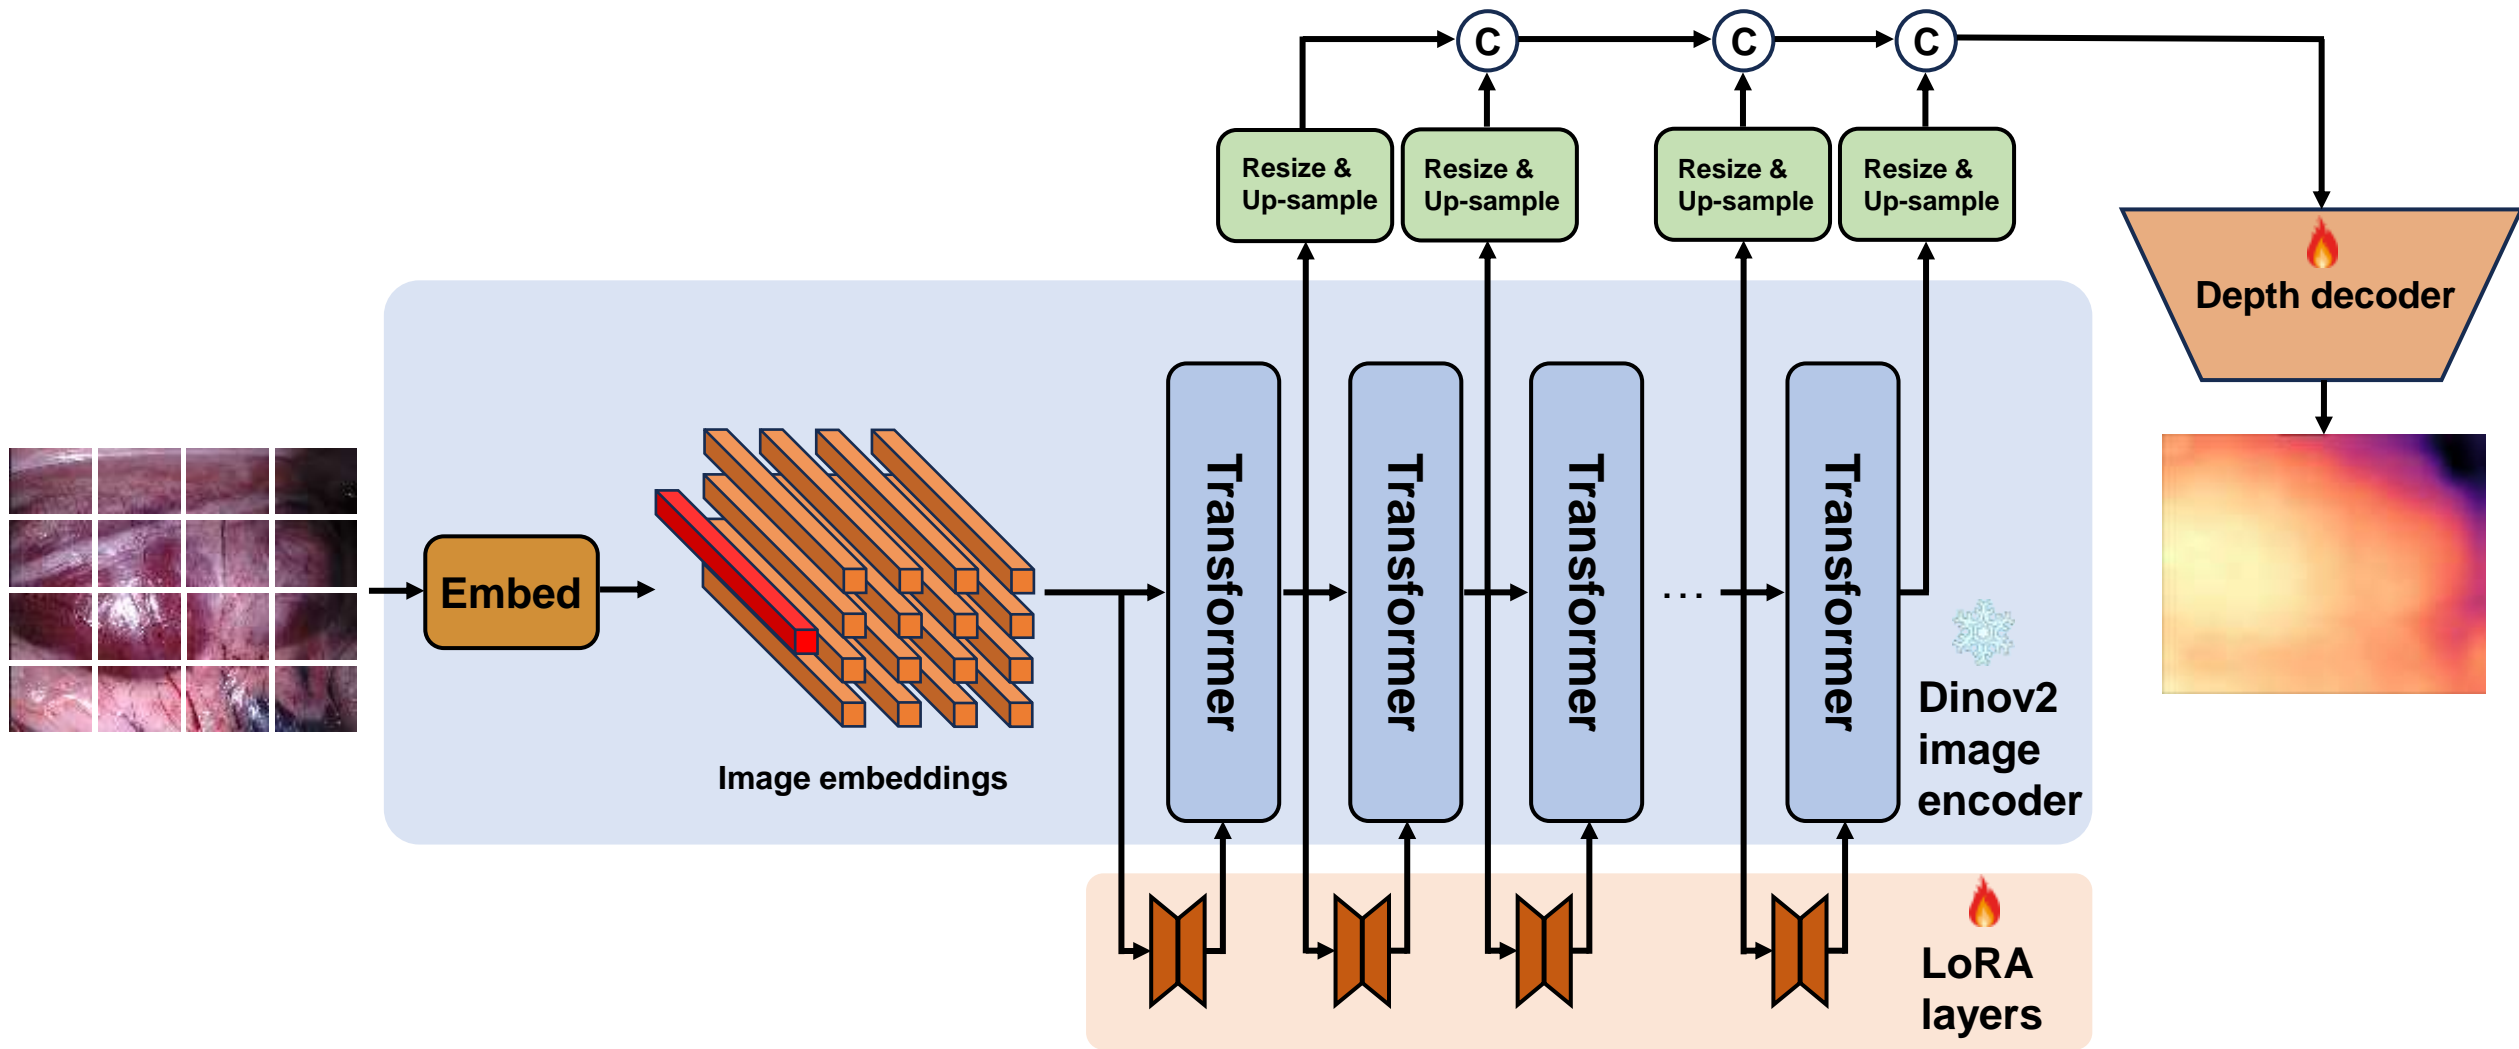 C
C
C
Resize &
Up-sample
Resize &
Up-sample
Resize &
Up-sample
Resize &
Up-sample
Depth decoder
Embed
Image embeddings
Transformer
Transformer
Transformer
...
Transformer
Dinov2
image
encoder
LoRA
layers